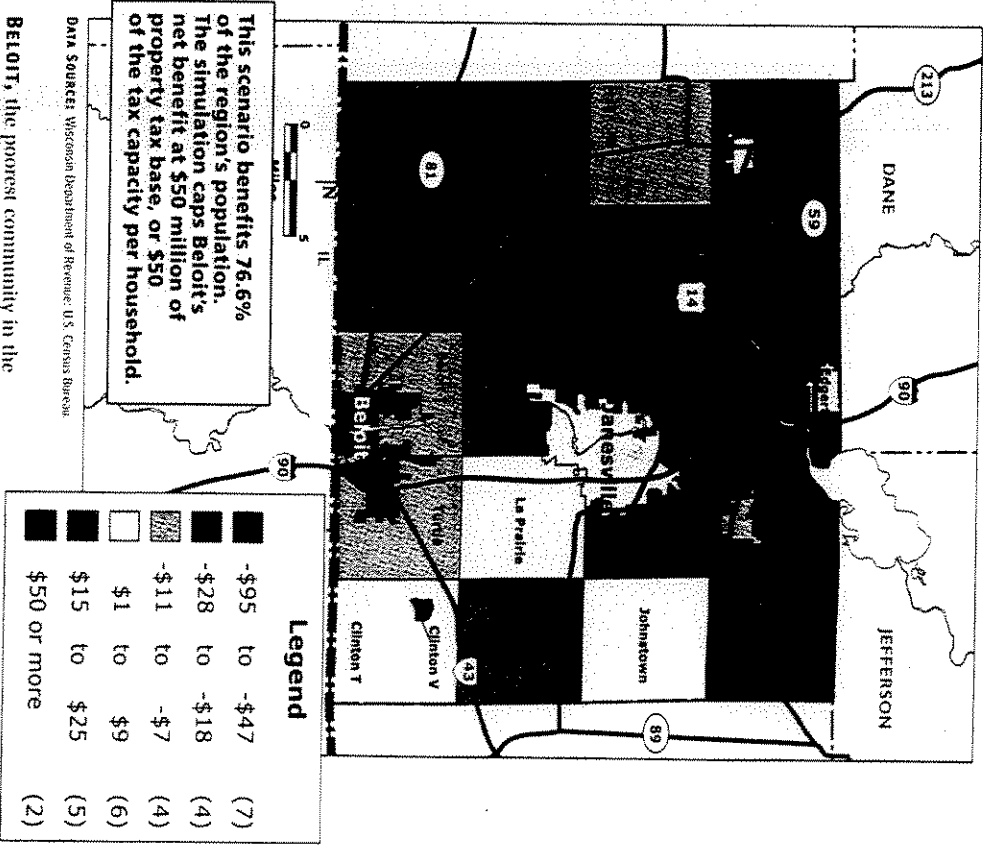 213
DANE
JEFFERSON
59
90
Edger
14
81
Janesville
Johnstown
La Prairie
Beloit
Turtle
Clinton V
Clinton T
43
89
90
N
IL
0 5
Miles
This scenario benefits 76.6%
of the region's population.
The simulation caps Beloit's
net benefit at $50 million of
property tax base, or $50
of the tax capacity per household.
Legend
-$95 to -$47 (7)
-$28 to -$18 (4)
-$11 to -$7 (4)
$1 to $9 (6)
$15 to $25 (5)
$50 or more (2)
DATA SOURCE: Wisconsin Department of Revenue; U.S. Census Bureau.
BELOIT, the poorest community in the